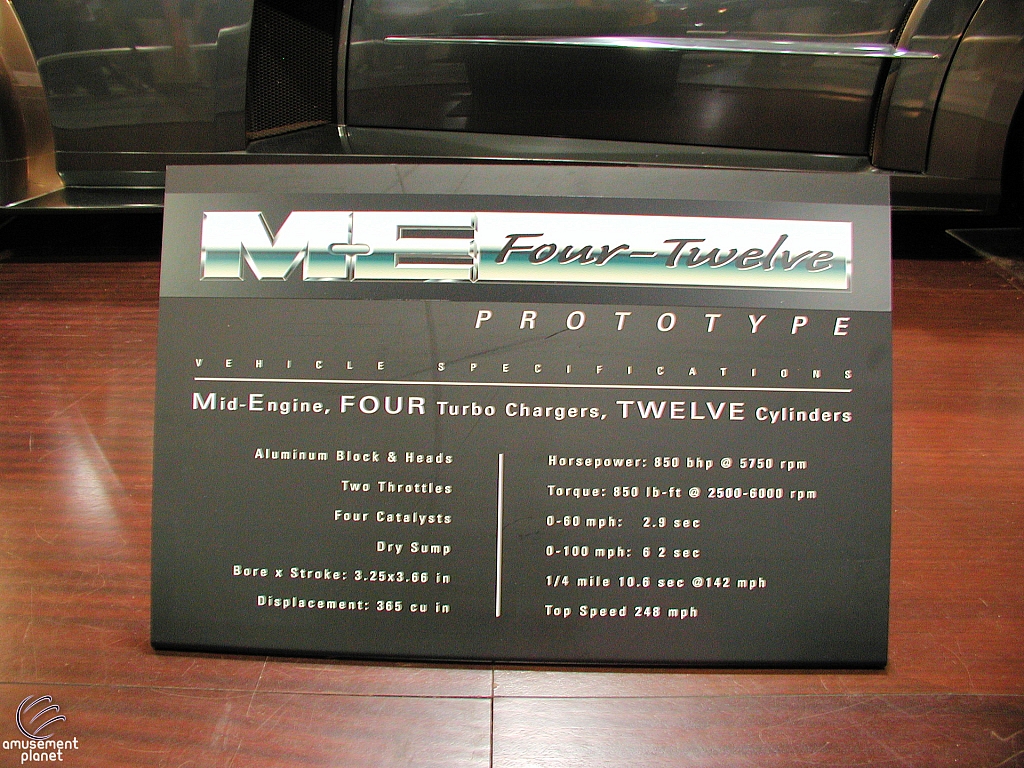 M-E Four-Twelve
PROTOTYPE
VEHICLE SPECIFICATIONS
Mid-Engine, FOUR Turbo Chargers, TWELVE Cylinders
Aluminum Block & Heads
Two Throttles
Four Catalysts
Dry Sump
Bore x Stroke: 3.25x3.66 in
Displacement: 365 cu in
Horsepower: 850 bhp @ 5750 rpm
Torque: 850 lb-ft @ 2500-6000 rpm
0-60 mph: 2.9 sec
0-100 mph: 6 2 sec
1/4 mile 10.6 sec @142 mph
Top Speed 248 mph
amusement
planet